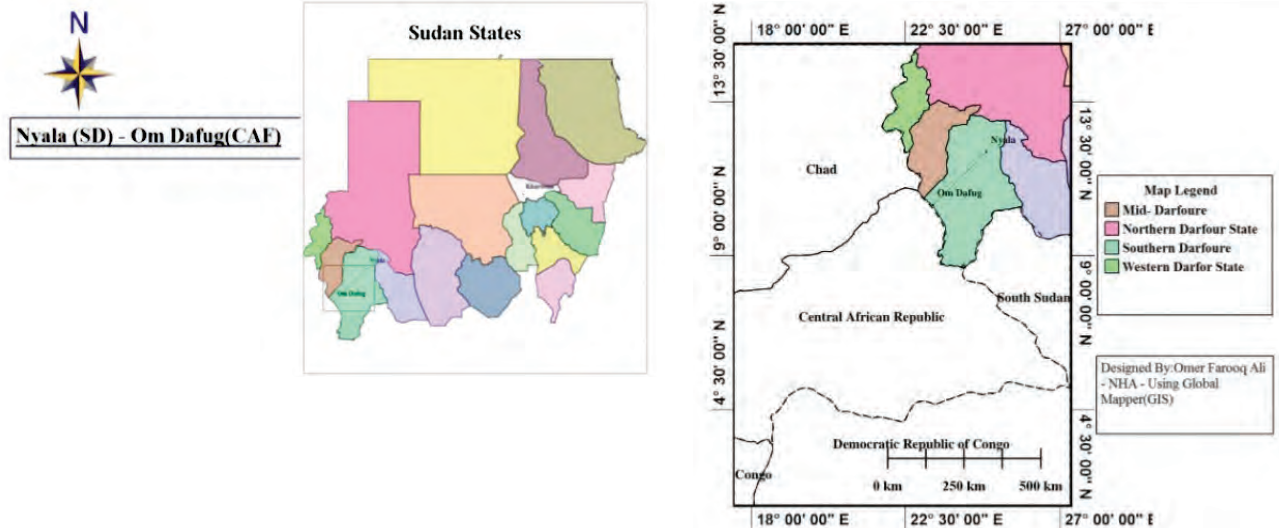 N
Nyala (SD) - Om Dafug(CAF)
Sudan States
Om Dafug
18° 00' 00" E
22° 30' 00" E
27° 00' 00" E
13° 30' 00" N
9° 00' 00" N
4° 30' 00" N
Chad
Nyala
Om Dafug
South Sudan
Central African Republic
Democratic Republic of Congo
Congo
0 km
250 km
500 km
13° 30' 00" N
9° 00' 00" N
4° 30' 00" N
18° 00' 00" E
22° 30' 00" E
27° 00' 00" E
Map Legend
Mid- Darfoure
Northern Darfour State
Southern Darfoure
Western Darfor State
Designed By:Omer Farooq Ali
- NHA - Using Global
Mapper(GIS)